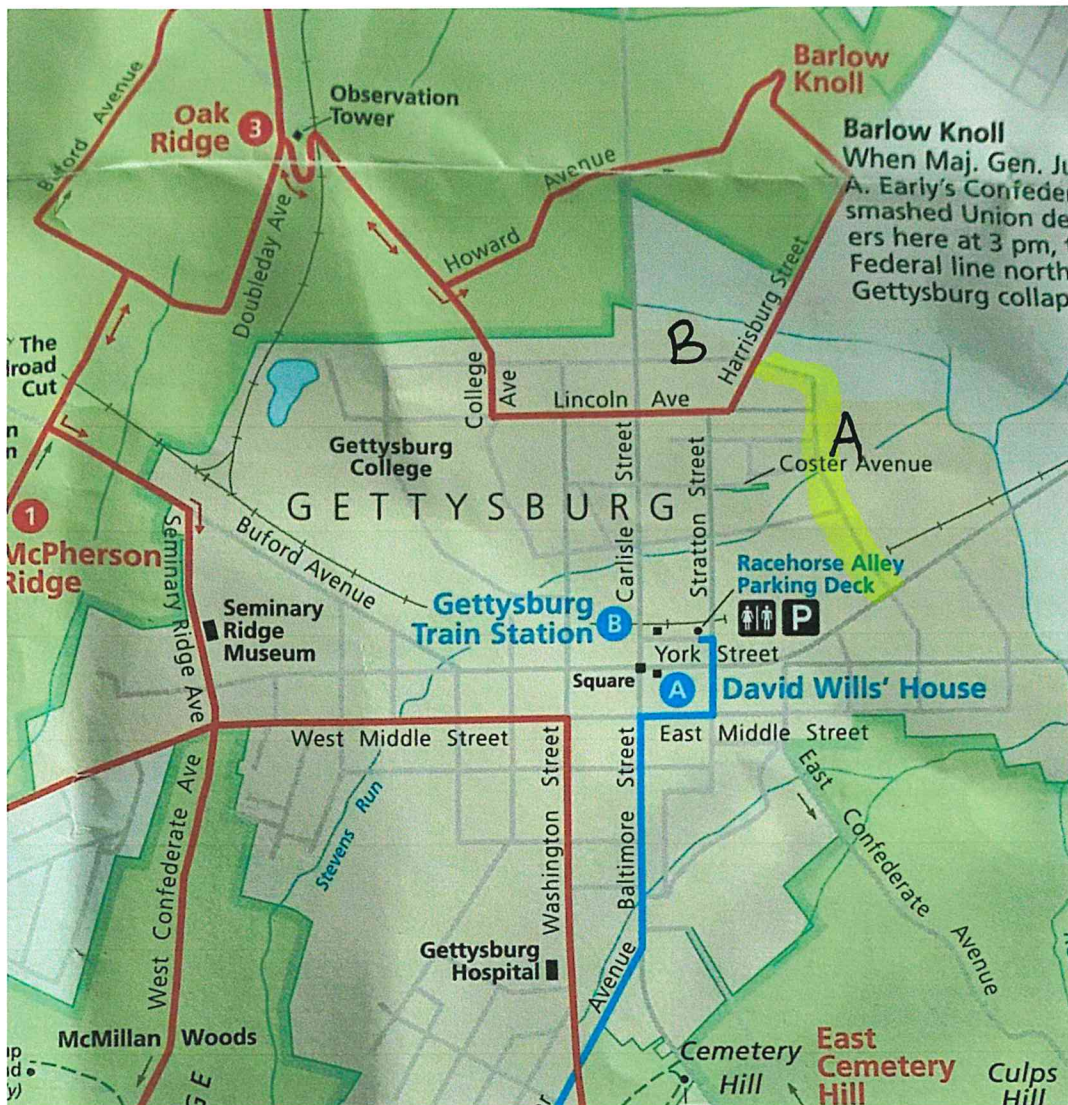 Barlow
Knoll
Observation
Tower
Oak
Ridge
3
Buford Avenue
Barlow Knoll
When Maj. Gen.
A. Early's
smashed Union
ers here at 3 pm,
Federal line north
Gettysburg
Howard Avenue
Doubleday Ave
Harrisburg Street
B
The
Cut
College
Ave
Lincoln Ave
A
Gettysburg
College
Carlisle Street
Stratton Street
Coster Avenue
GETTYSBURG
1
McPherson
Ridge
Seminary Ridge Ave
Buford Avenue
Racehorse Alley
Parking Deck
P
Gettysburg
Train Station
B
Seminary
Ridge
Museum
York Street
Square
A
David Wills' House
West Middle Street
East Middle Street
East Confederate Avenue
Stevens Run
Washington Street
Baltimore Street
West Confederate Ave
Gettysburg
Hospital
Avenue
McMillan Woods
Cemetery
Hill
East
Cemetery
Hill
Culps
Hill